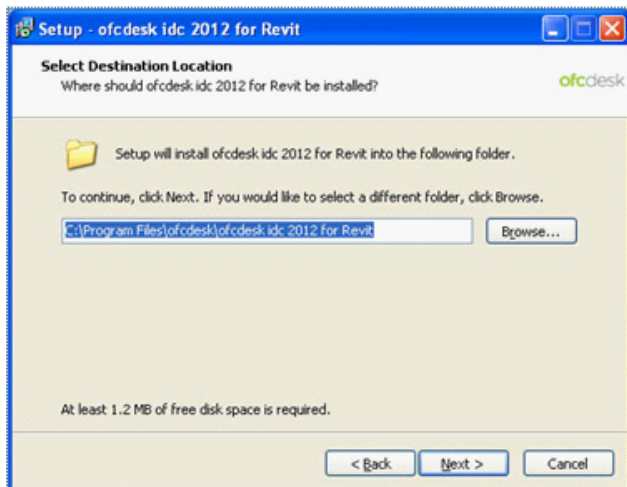 Setup - ofcdesk idc 2012 for Revit
Select Destination Location
Where should ofcdesk idc 2012 for Revit be installed?
ofcdesk
Setup will install ofcdesk idc 2012 for Revit into the following folder.
To continue, click Next. If you would like to select a different folder, click Browse.
C:\Program Files\ofcdesk\ofcdesk idc 2012 for Revit
Browse...
At least 1.2 MB of free disk space is required.
< Back
Next >
Cancel